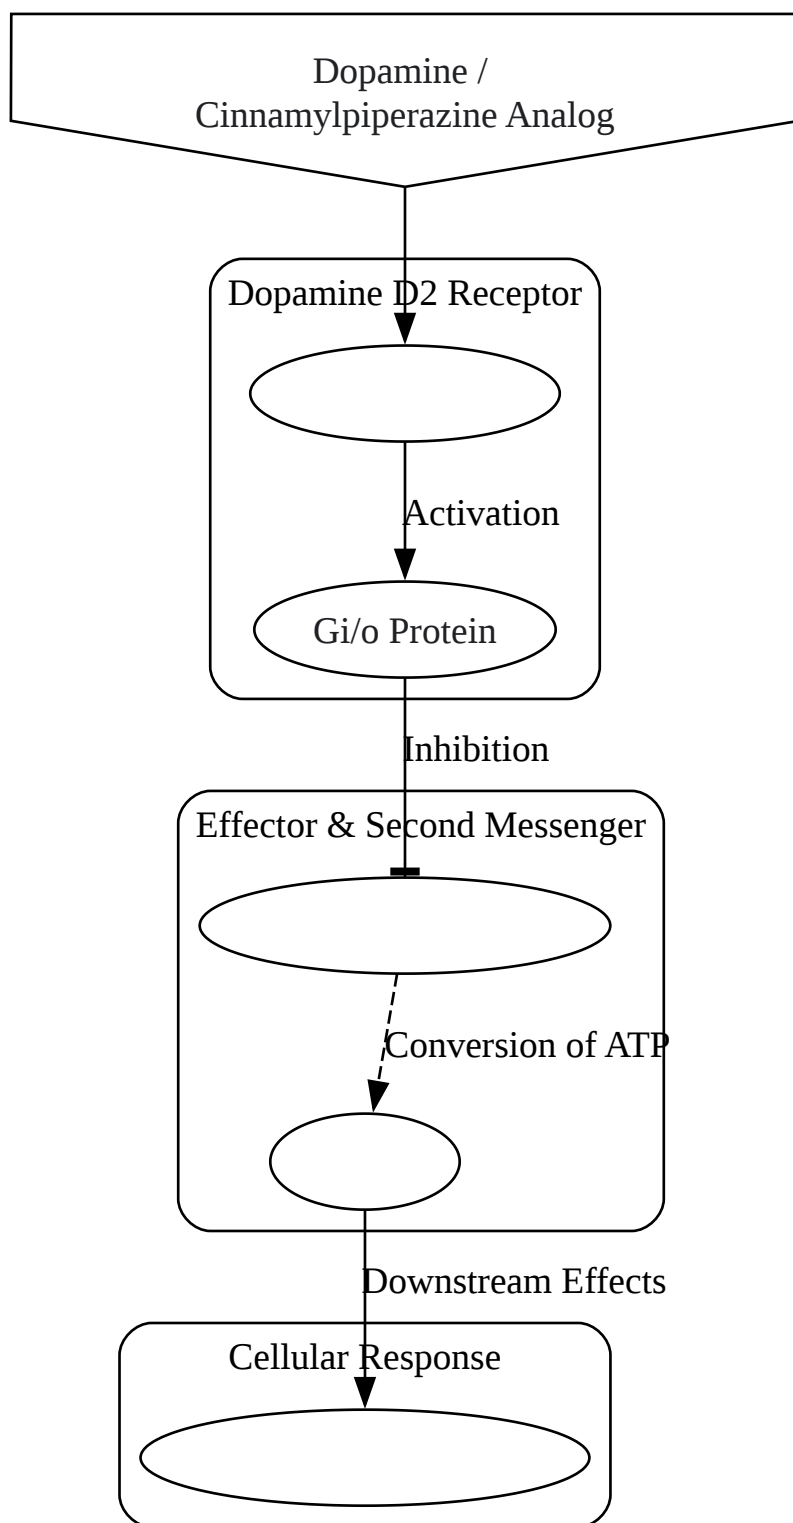 Dopamine /
Cinnamylpiperazine Analog
Dopamine D2 Receptor
Activation
Gi/o Protein
Inhibition
Effector & Second Messenger
Conversion of ATP
Downstream Effects
Cellular Response